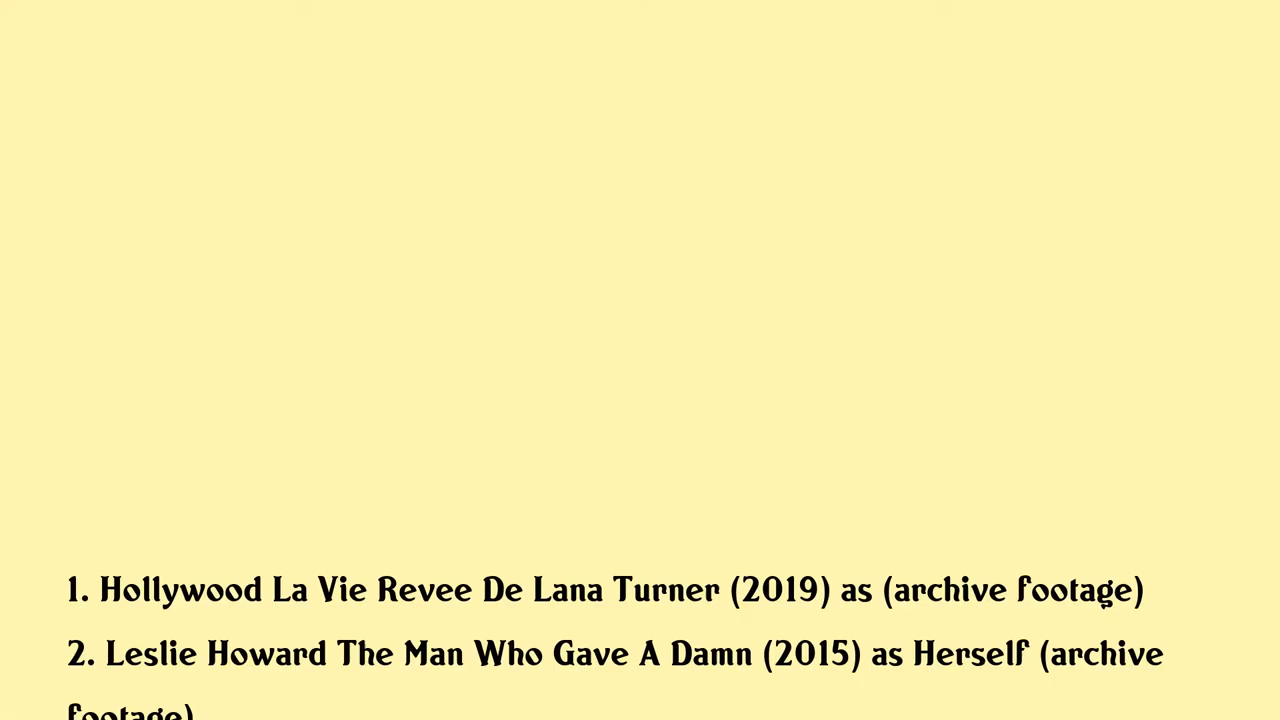 1. Hollywood La Vie Revee De Lana Turner (2019) as (archive footage)
2. Leslie Howard The Man Who Gave A Damn (2015) as Herself (archive
footage)